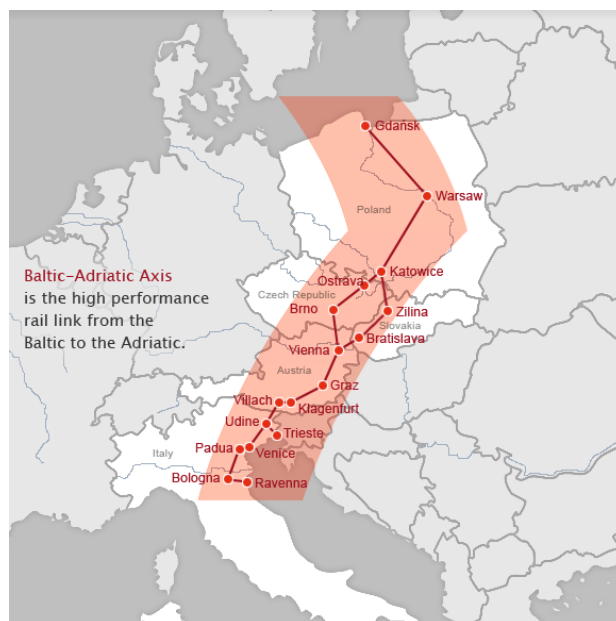 Gdańsk
Warsaw
Poland
Katowice
Ostrava
Baltic-Adriatic Axis
is the high performance
rail link from the
Baltic to the Adriatic.
Czech Republic
Brno
Zilina
Slovakia
Bratislava
Vienna
Austria
Graz
Villach
Klagenfurt
Udine
Trieste
Padua
Venice
Italy
Bologna
Ravenna